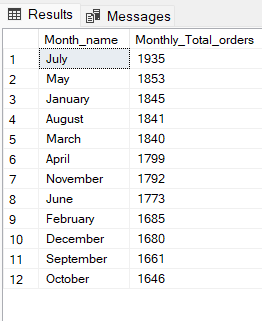 Results Messages
Month_name Monthly_Total_orders
1 July 1935
2 May 1853
3 January 1845
4 August 1841
5 March 1840
6 April 1799
7 November 1792
8 June 1773
9 February 1685
10 December 1680
11 September 1661
12 October 1646